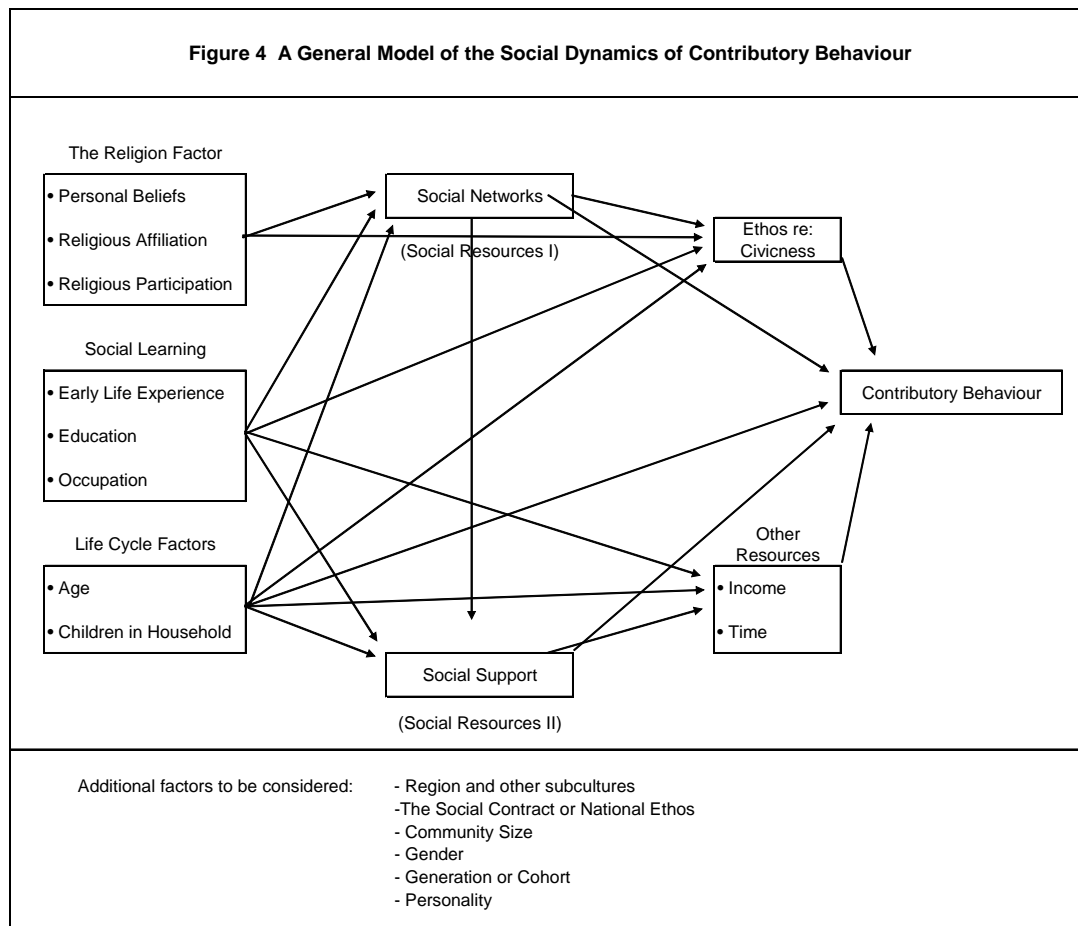 Figure 4  A General Model of the Social Dynamics of Contributory Behaviour
The Religion Factor
• Personal Beliefs
• Religious Affiliation
• Religious Participation
Social Learning
• Early Life Experience
• Education
• Occupation
Life Cycle Factors
• Age
• Children in Household
Social Networks
(Social Resources I)
Social Support
(Social Resources II)
Ethos re:
Civicness
Other
Resources
• Income
• Time
Contributory Behaviour
Additional factors to be considered:
- Region and other subcultures
-The Social Contract or National Ethos
- Community Size
- Gender
- Generation or Cohort
- Personality